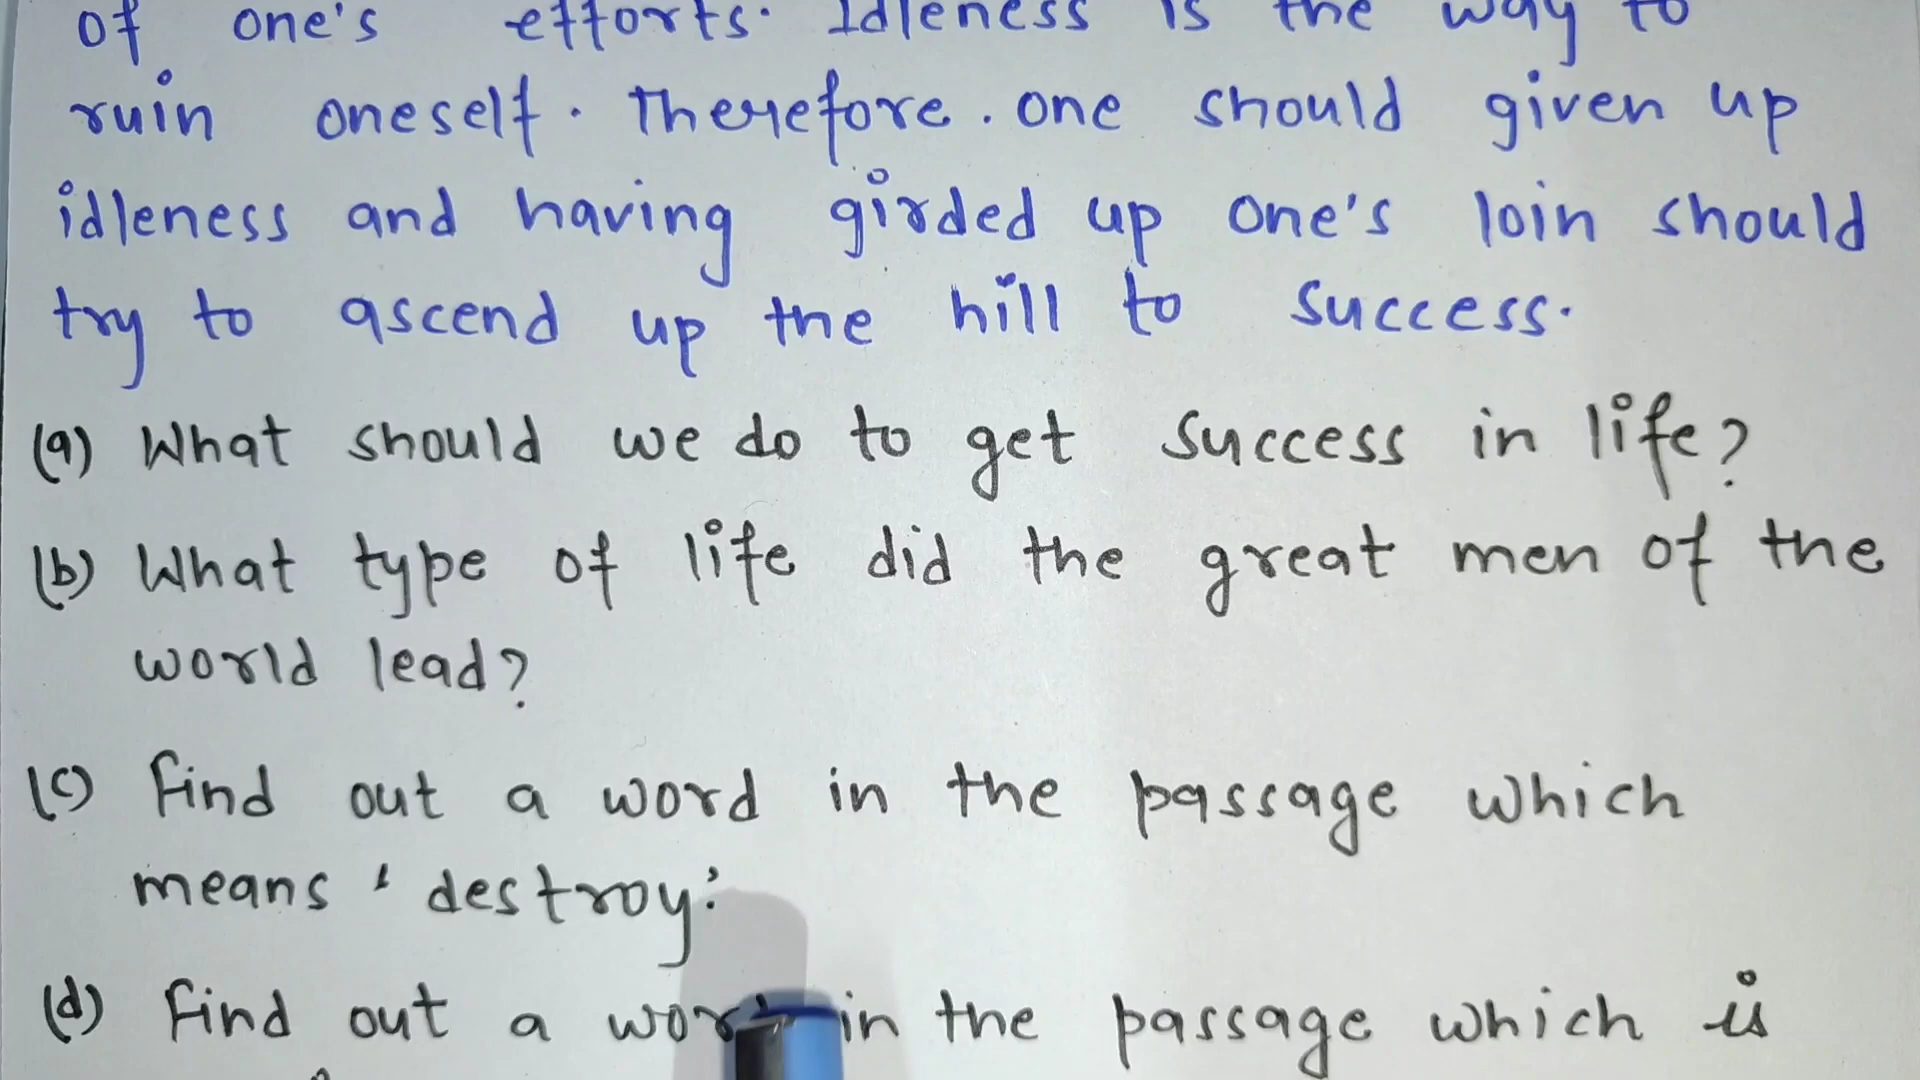 of one's efforts. Idleness is the way to
ruin oneself. Therefore. one should given up
idleness and having girded up one's loin should
try to ascend up the hill to success.
(a) What should we do to get success in life?
(b) What type of life did the great men of the
world lead?
(c) Find out a word in the passage which
means 'destroy'.
(d) Find out a word in the passage which is